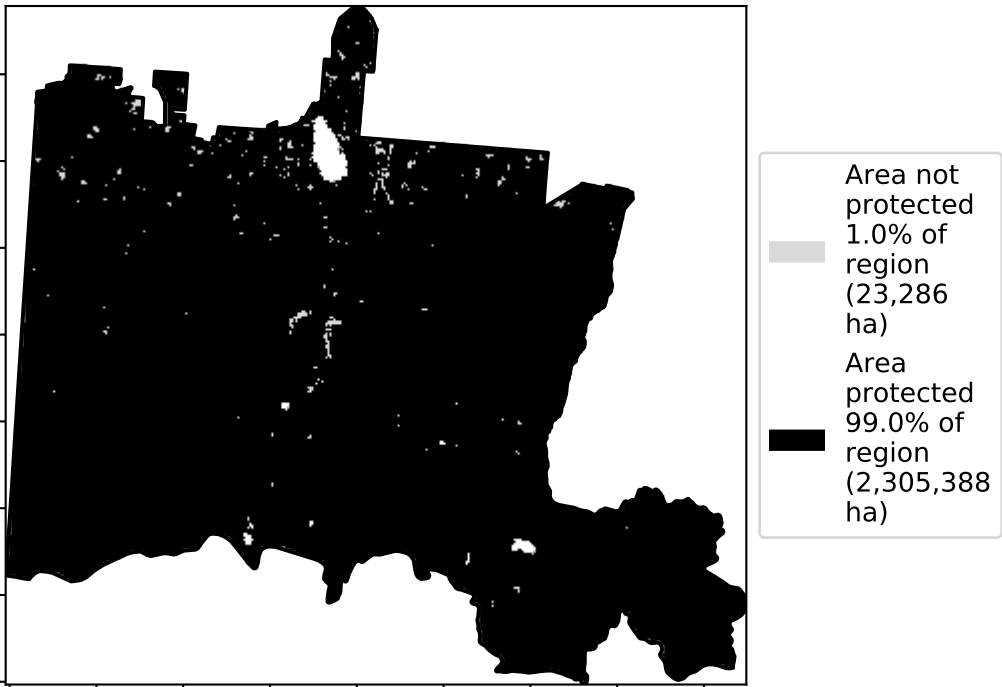 Area not
protected
1.0% of
region
(23,286
ha)
Area
protected
99.0% of
region
(2,305,388
ha)